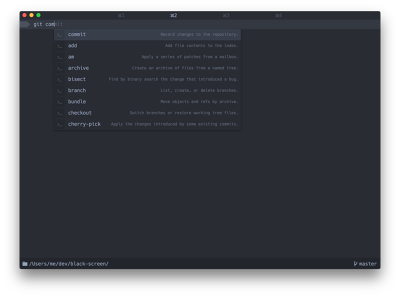 ⌘1 ⌘2 ⌘3 ⌘4
git commit
commit Record changes to the repository.
add Add file contents to the index.
am Apply a series of patches from a mailbox.
archive Create an archive of files from a named tree.
bisect Find by binary search the change that introduced a bug.
branch List, create, or delete branches.
bundle Move objects and refs by archive.
checkout Switch branches or restore working tree files.
cherry-pick Apply the changes introduced by some existing commits.
/Users/me/dev/black-screen/ master